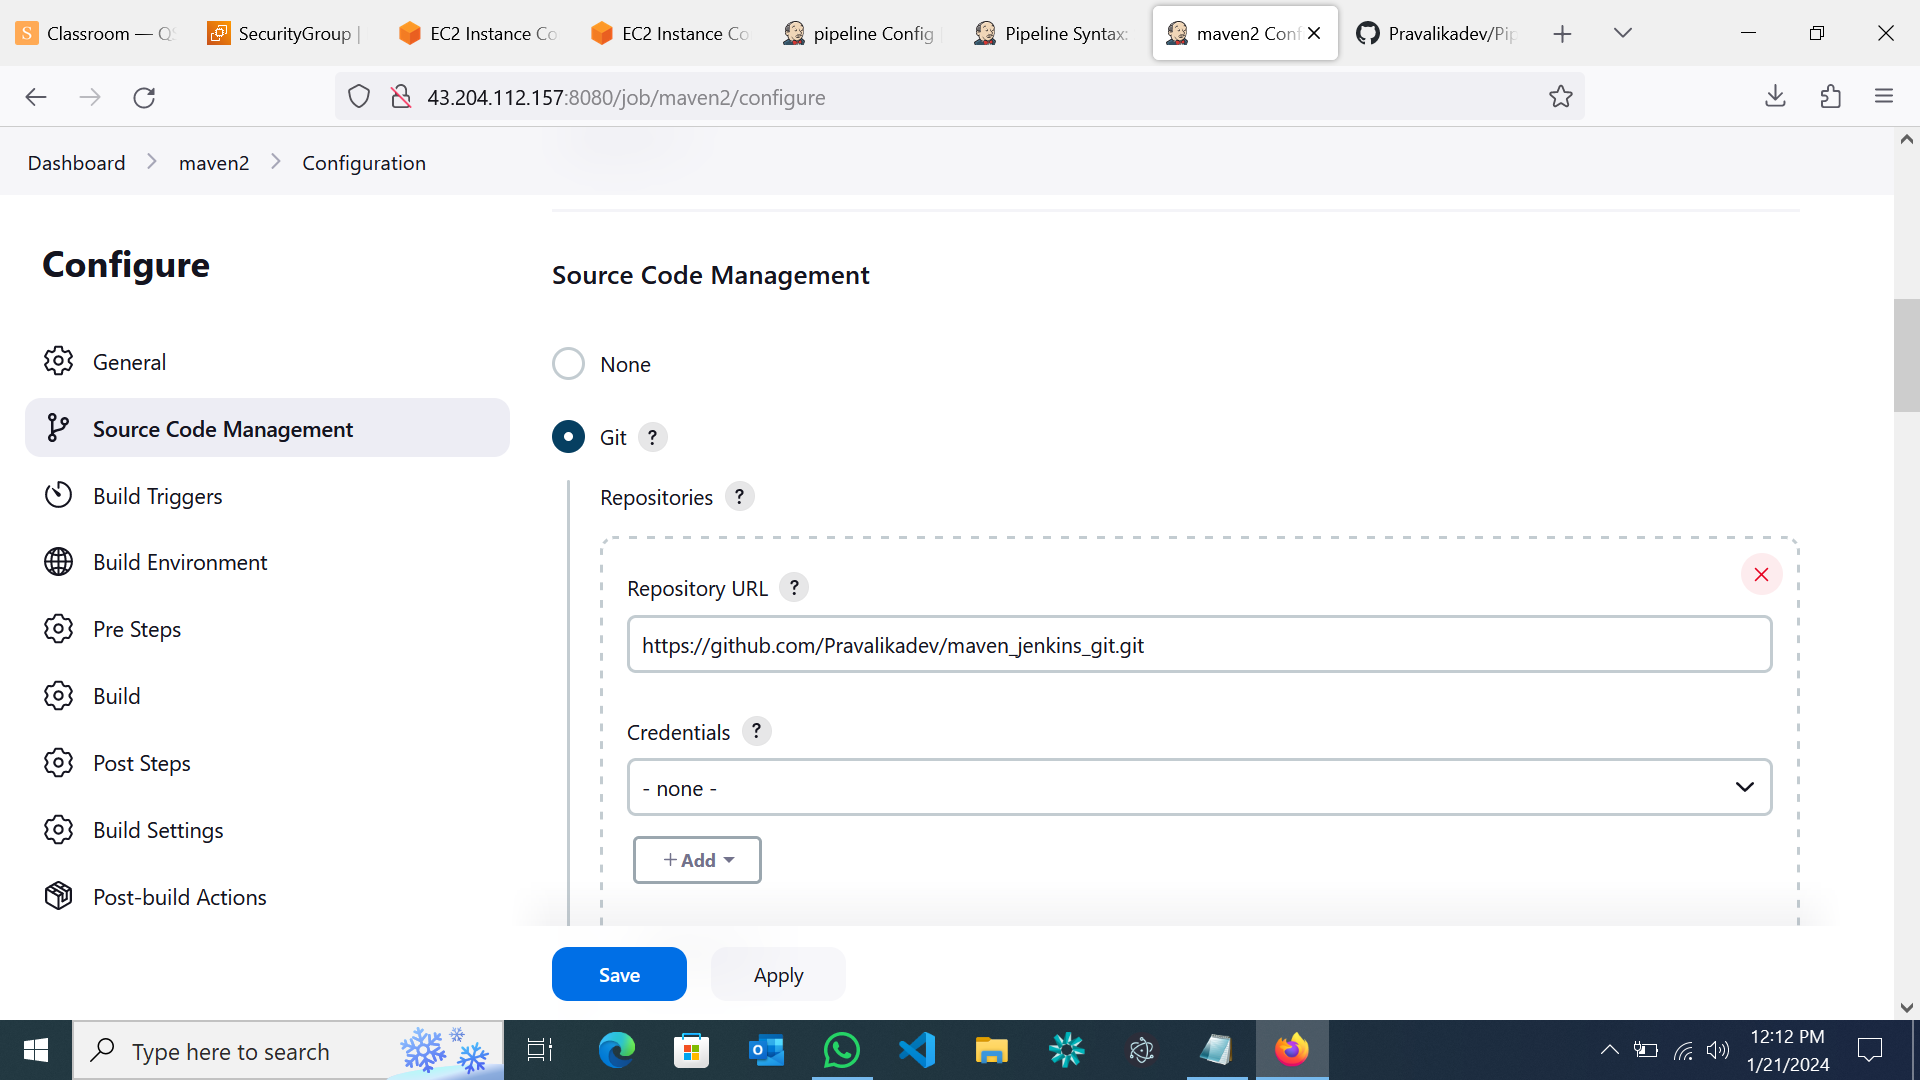 Classroom — QS
SecurityGroup |
EC2 Instance Co
EC2 Instance Co
pipeline Config
Pipeline Syntax:
maven2 Conf
Pravalikadev/Pip
43.204.112.157:8080/job/maven2/configure
Dashboard
maven2
Configuration
Configure
General
Source Code Management
Build Triggers
Build Environment
Pre Steps
Build
Post Steps
Build Settings
Post-build Actions
Source Code Management
None
Git ?
Repositories ?
Repository URL ?
https://github.com/Pravalikadev/maven_jenkins_git.git
Credentials ?
- none -
+ Add
Save
Apply
Type here to search
12:12 PM
1/21/2024